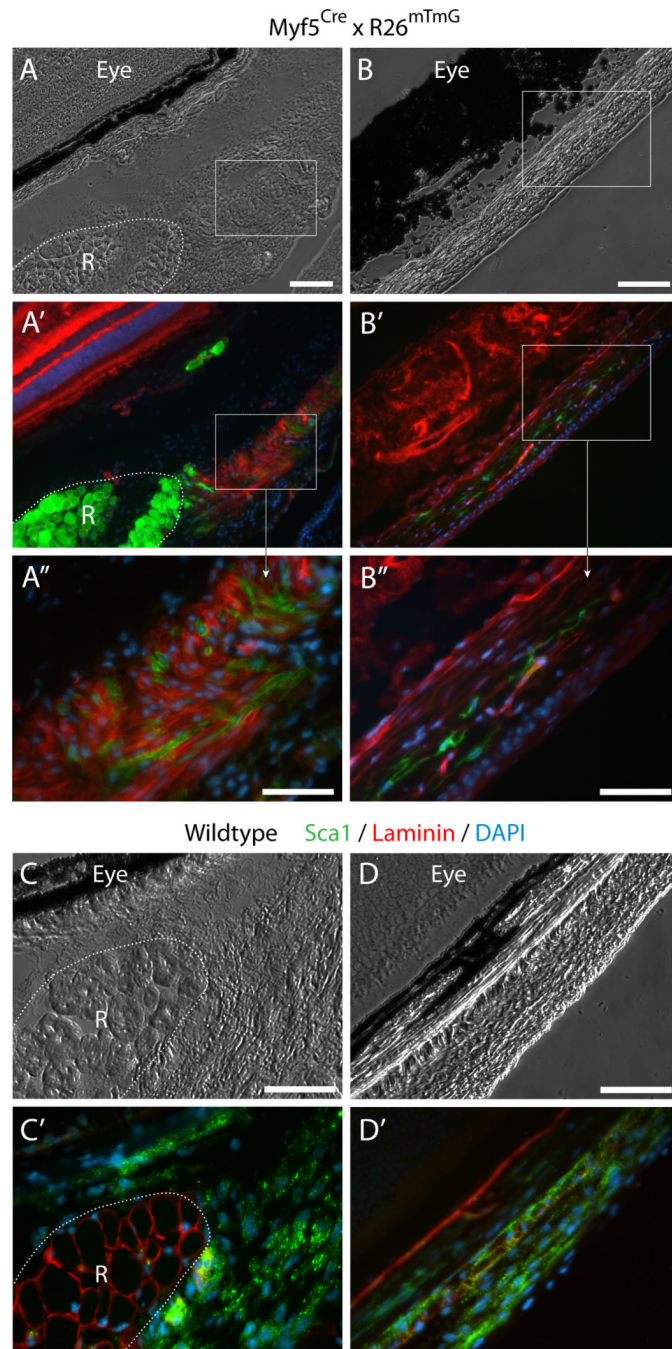 Myf5Cre x R26mTmG
A Eye
R
B Eye
A'
R
B'
A"
B"
Wildtype Sca1 / Laminin / DAPI
C Eye
R
D Eye
C'
R
D'